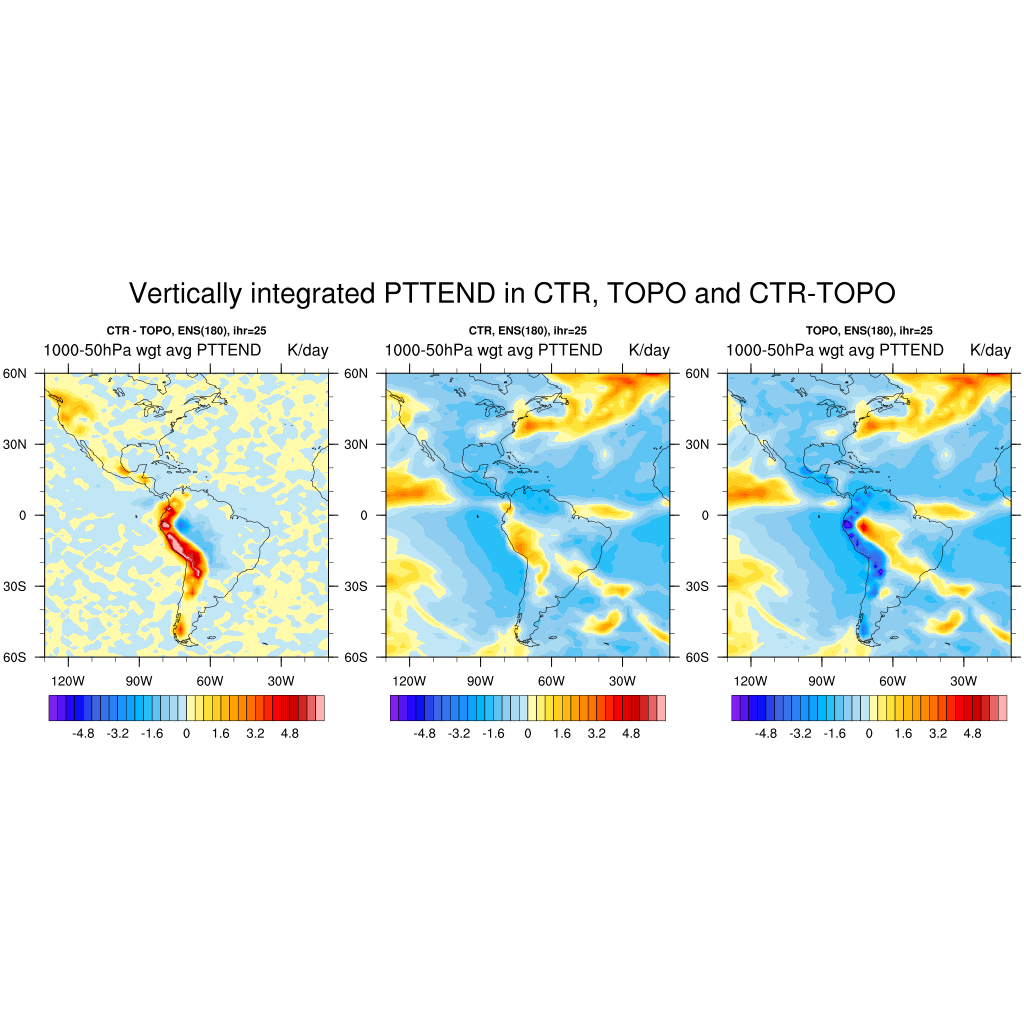 Vertically integrated PTTEND in CTR, TOPO and CTR-TOPO
CTR - TOPO, ENS(180), ihr=25
1000-50hPa wgt avg PTTEND K/day
60N
30N
0
30S
60S
120W 90W 60W 30W
-4.8 -3.2 -1.6 0 1.6 3.2 4.8
CTR, ENS(180), ihr=25
1000-50hPa wgt avg PTTEND K/day
60N
30N
0
30S
60S
120W 90W 60W 30W
-4.8 -3.2 -1.6 0 1.6 3.2 4.8
TOPO, ENS(180), ihr=25
1000-50hPa wgt avg PTTEND K/day
60N
30N
0
30S
60S
120W 90W 60W 30W
-4.8 -3.2 -1.6 0 1.6 3.2 4.8